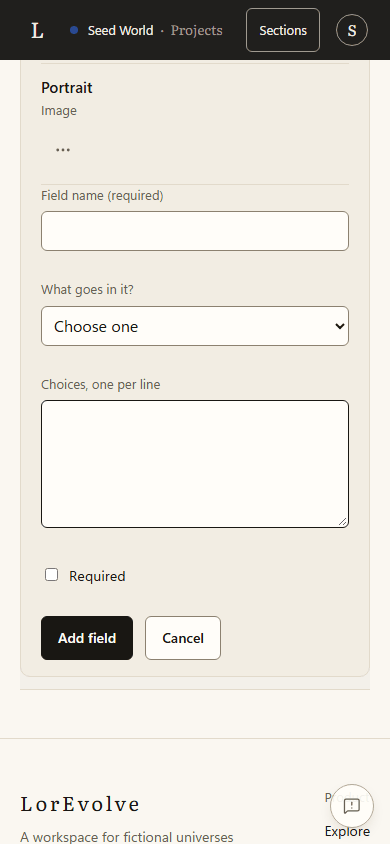 L
Seed World · Projects
Sections
S
Portrait
Image
...
Field name (required)
What goes in it?
Choose one
Choices, one per line
Required
Add field
Cancel
LorEvolve
A workspace for fictional universes
Explore